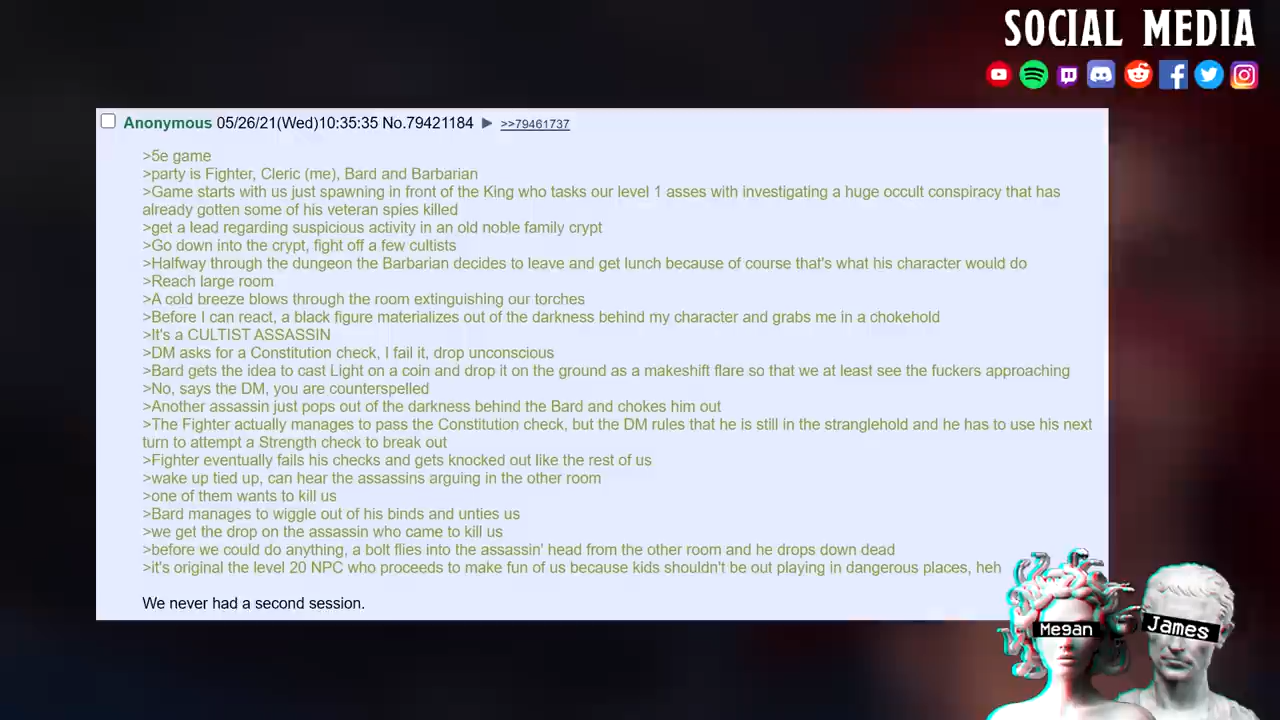 SOCIAL MEDIA
Anonymous 05/26/21(Wed)10:35:35 No.79421184 ▶ >>79461737
>5e game
>party is Fighter, Cleric (me), Bard and Barbarian
>Game starts with us just spawning in front of the King who tasks our level 1 asses with investigating a huge occult conspiracy that has
already gotten some of his veteran spies killed
>get a lead regarding suspicious activity in an old noble family crypt
>Go down into the crypt, fight off a few cultists
>Halfway through the dungeon the Barbarian decides to leave and get lunch because of course that's what his character would do
>Reach large room
>A cold breeze blows through the room extinguishing our torches
>Before I can react, a black figure materializes out of the darkness behind my character and grabs me in a chokehold
>It's a CULTIST ASSASSIN
>DM asks for a Constitution check, I fail it, drop unconscious
>Bard gets the idea to cast Light on a coin and drop it on the ground as a makeshift flare so that we at least see the fuckers approaching
>No, says the DM, you are counterspelled
>Another assassin just pops out of the darkness behind the Bard and chokes him out
>The Fighter actually manages to pass the Constitution check, but the DM rules that he is still in the stranglehold and he has to use his next
turn to attempt a Strength check to break out
>Fighter eventually fails his checks and gets knocked out like the rest of us
>wake up tied up, can hear the assassins arguing in the other room
>one of them wants to kill us
>Bard manages to wiggle out of his binds and unties us
>we get the drop on the assassin who came to kill us
>before we could do anything, a bolt flies into the assassin' head from the other room and he drops down dead
>it's original the level 20 NPC who proceeds to make fun of us because kids shouldn't be out playing in dangerous places, heh
We never had a second session.
Megan
James